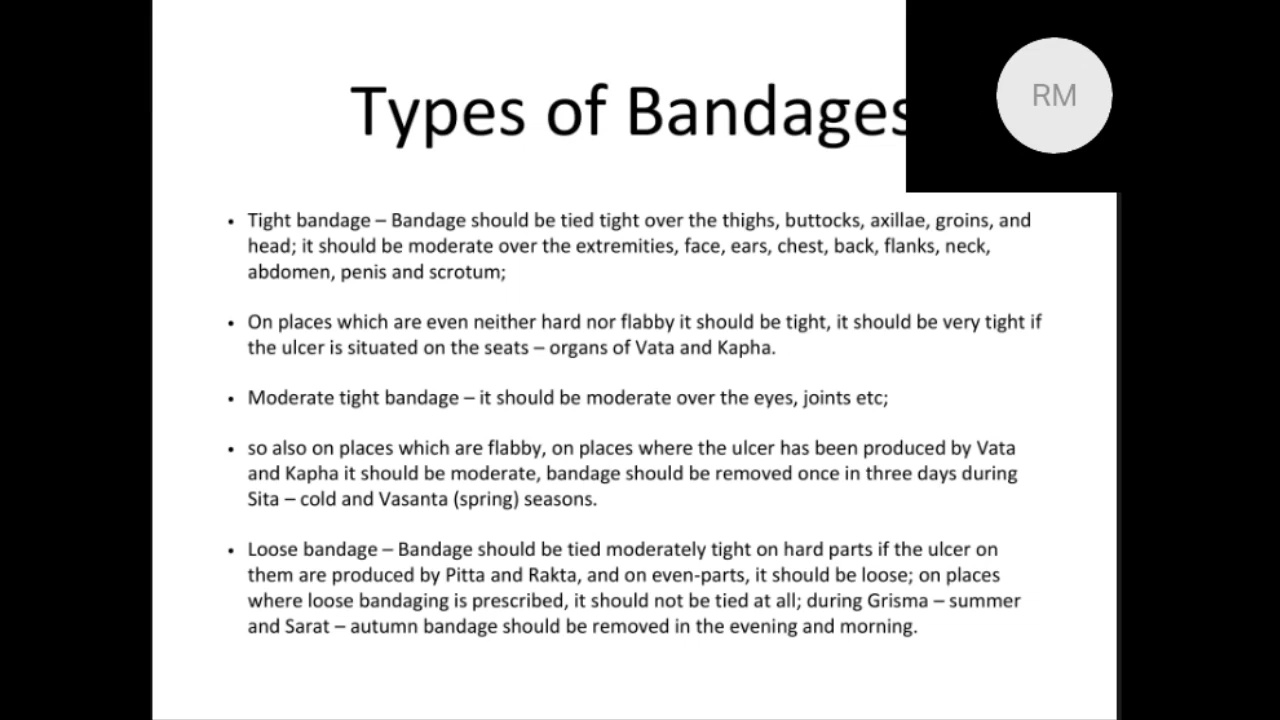 Types of Bandages
RM
• Tight bandage – Bandage should be tied tight over the thighs, buttocks, axillae, groins, and
head; it should be moderate over the extremities, face, ears, chest, back, flanks, neck,
abdomen, penis and scrotum;
• On places which are even neither hard nor flabby it should be tight, it should be very tight if
the ulcer is situated on the seats – organs of Vata and Kapha.
• Moderate tight bandage – it should be moderate over the eyes, joints etc;
• so also on places which are flabby, on places where the ulcer has been produced by Vata
and Kapha it should be moderate, bandage should be removed once in three days during
Sita – cold and Vasanta (spring) seasons.
• Loose bandage – Bandage should be tied moderately tight on hard parts if the ulcer on
them are produced by Pitta and Rakta, and on even-parts, it should be loose; on places
where loose bandaging is prescribed, it should not be tied at all; during Grisma – summer
and Sarat – autumn bandage should be removed in the evening and morning.